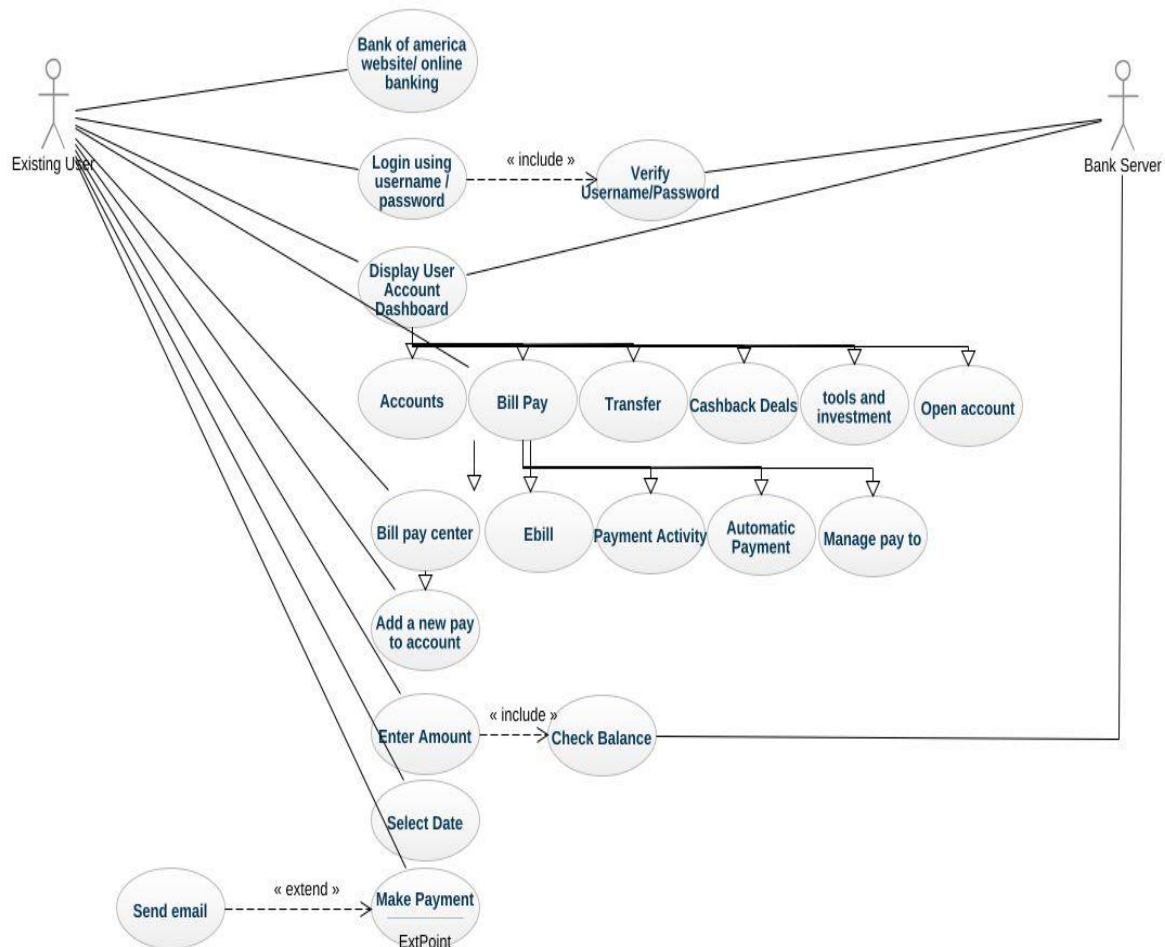 Bank of america
website/ online
banking
Existing User
Bank Server
Login using
username /
password
« include »
Verify
Username/Password
Display User
Account
Dashboard
Accounts
Bill Pay
Transfer
Cashback Deals
tools and
investment
Open account
Bill pay center
Ebill
Payment Activity
Automatic
Payment
Manage pay to
Add a new pay
to account
Enter Amount
« include »
Check Balance
Select Date
Send email
« extend »
Make Payment
ExtPoint